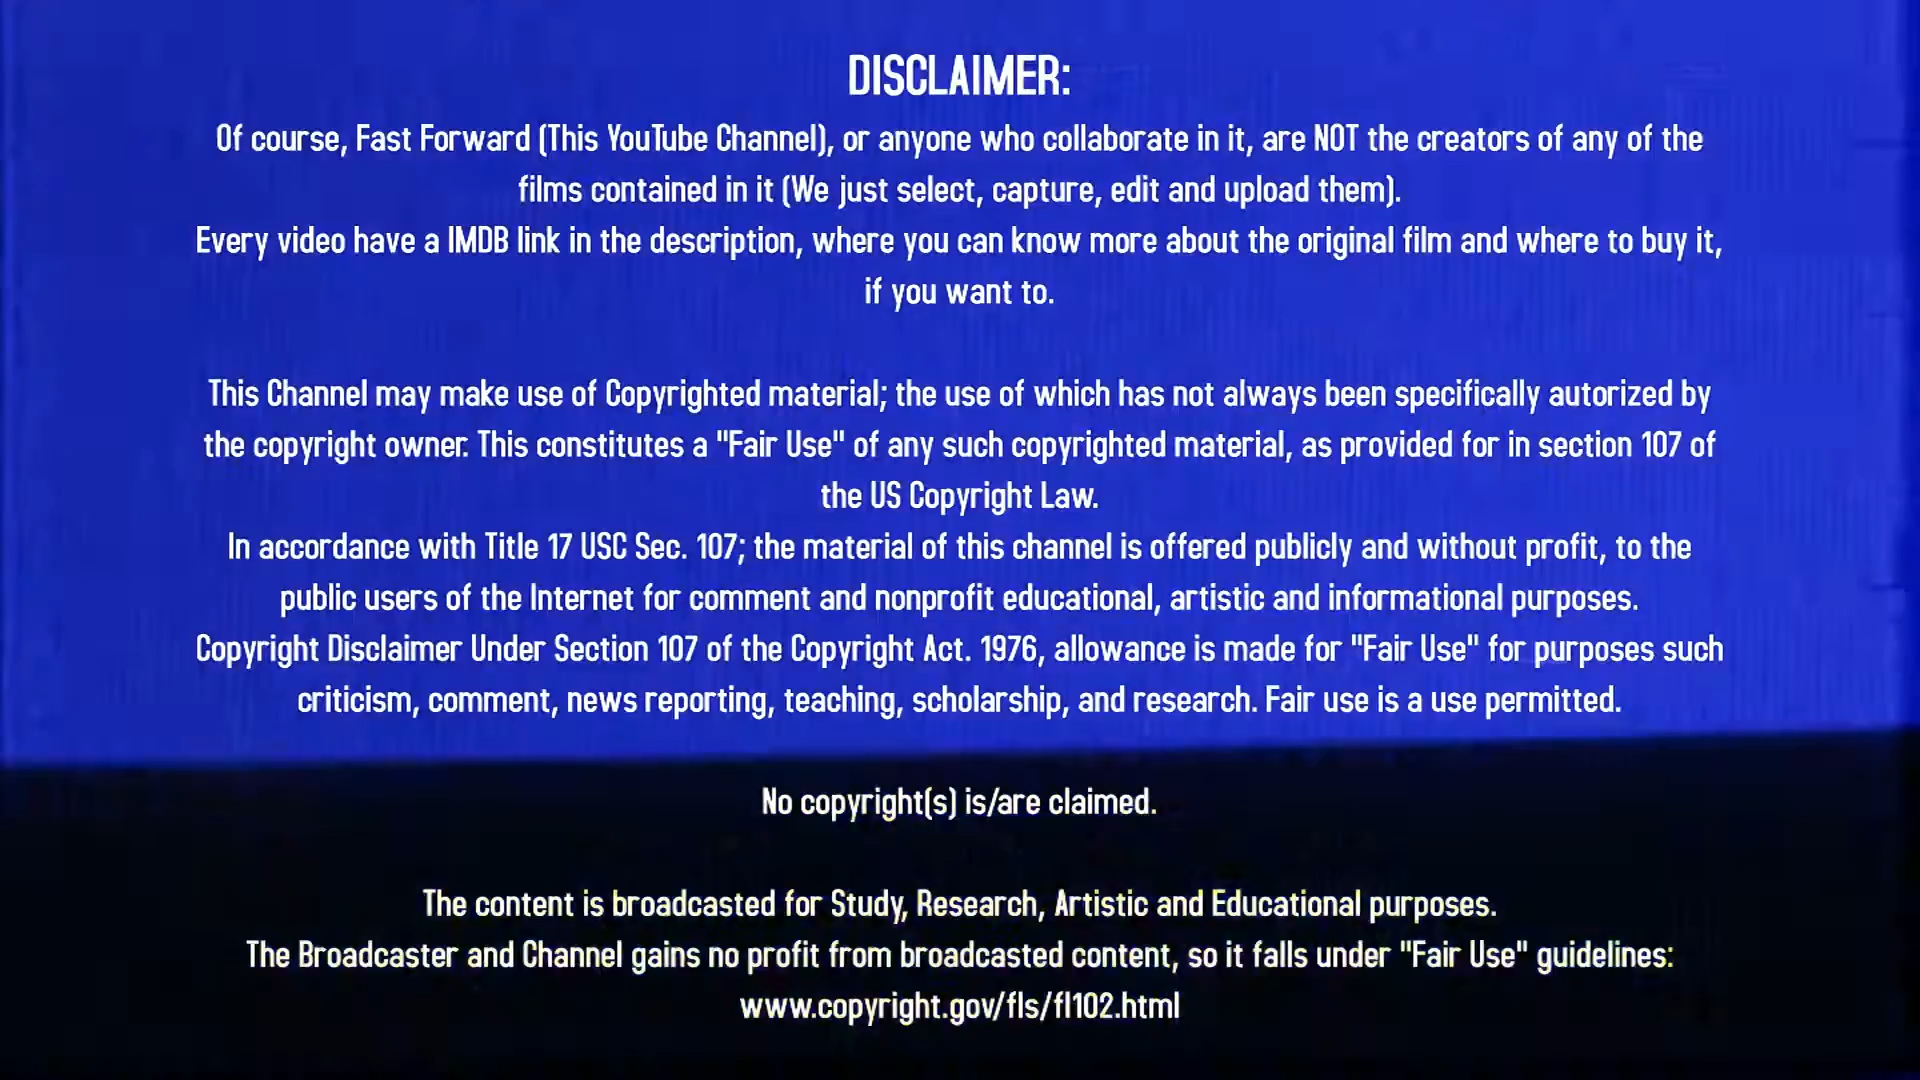 DISCLAIMER:
Of course, Fast Forward (This YouTube Channel), or anyone who collaborate in it, are NOT the creators of any of the
films contained in it (We just select, capture, edit and upload them).
Every video have a IMDB link in the description, where you can know more about the original film and where to buy it,
if you want to.
This Channel may make use of Copyrighted material; the use of which has not always been specifically autorized by
the copyright owner. This constitutes a "Fair Use" of any such copyrighted material, as provided for in section 107 of
the US Copyright Law.
In accordance with Title 17 USC Sec. 107; the material of this channel is offered publicly and without profit, to the
public users of the Internet for comment and nonprofit educational, artistic and informational purposes.
Copyright Disclaimer Under Section 107 of the Copyright Act. 1976, allowance is made for "Fair Use" for purposes such
criticism, comment, news reporting, teaching, scholarship, and research. Fair use is a use permitted.
No copyright(s) is/are claimed.
The content is broadcasted for Study, Research, Artistic and Educational purposes.
The Broadcaster and Channel gains no profit from broadcasted content, so it falls under "Fair Use" guidelines:
www.copyright.gov/fls/fl102.html